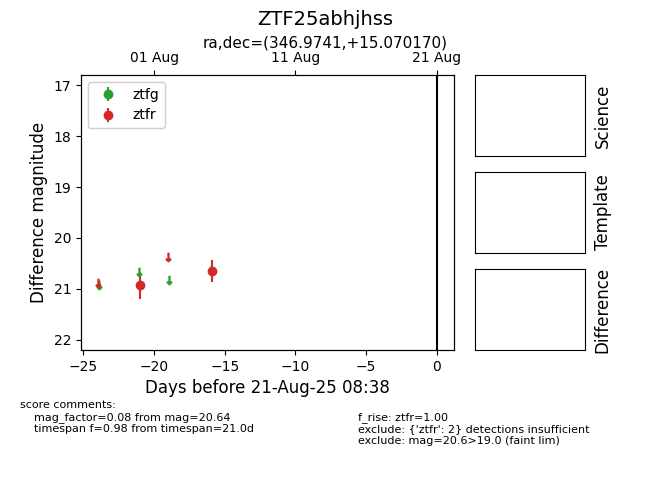 ZTF25abhjhss
ra,dec=(346.9741,+15.070170)
01 Aug
11 Aug
21 Aug
ztfg
ztfr
17
18
19
20
21
22
Difference magnitude
−25
−20
−15
−10
−5
0
Days before 21-Aug-25 08:38
Science
Template
Difference
score comments:
mag_factor=0.08 from mag=20.64
timespan f=0.98 from timespan=21.0d
f_rise: ztfr=1.00
exclude: {'ztfr': 2} detections insufficient
exclude: mag=20.6>19.0 (faint lim)